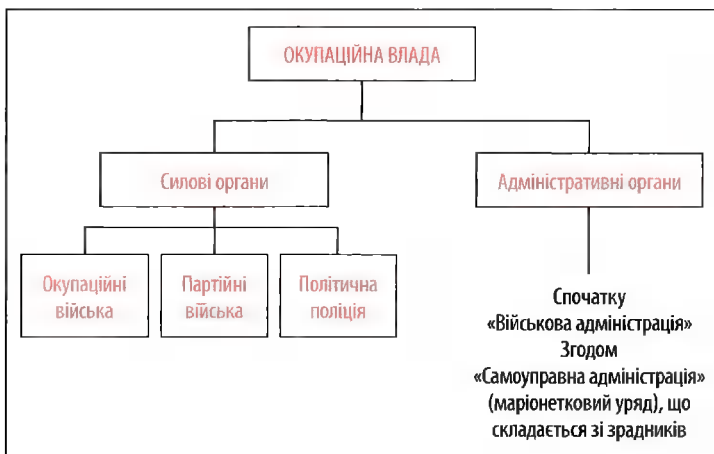 ОКУПАЦІЙНА ВЛАДА
Силові органи
Адміністративні органи
Окупаційні
війська
Партійні
війська
Політична
поліція
Спочатку
«Військова адміністрація»
Згодом
«Самоуправна адміністрація»
(маріонетковий уряд), що
складається зі зрадників